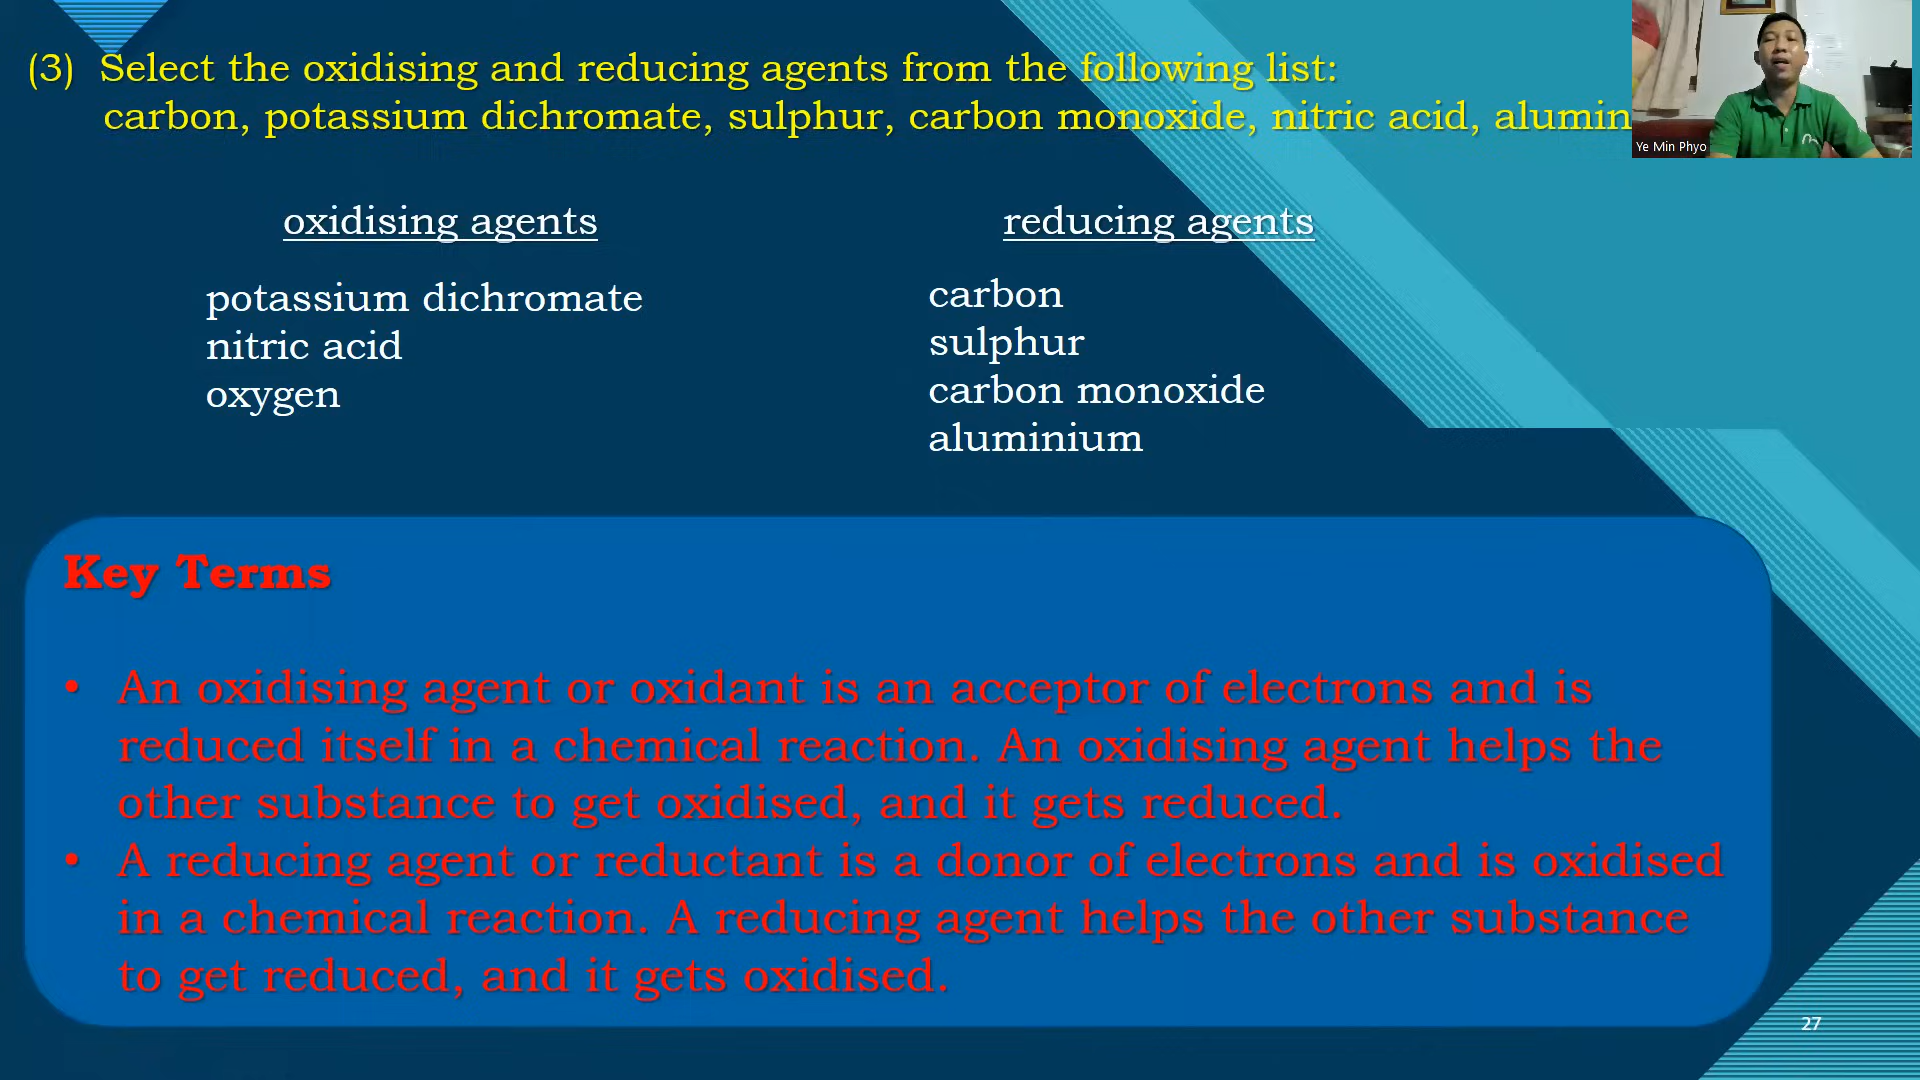 (3) Select the oxidising and reducing agents from the following list:
carbon, potassium dichromate, sulphur, carbon monoxide, nitric acid, alumin
Ye Min Phyo
oxidising agents
potassium dichromate
nitric acid
oxygen
reducing agents
carbon
sulphur
carbon monoxide
aluminium
Key Terms
• An oxidising agent or oxidant is an acceptor of electrons and is
reduced itself in a chemical reaction. An oxidising agent helps the
other substance to get oxidised, and it gets reduced.
• A reducing agent or reductant is a donor of electrons and is oxidised
in a chemical reaction. A reducing agent helps the other substance
to get reduced, and it gets oxidised.
27